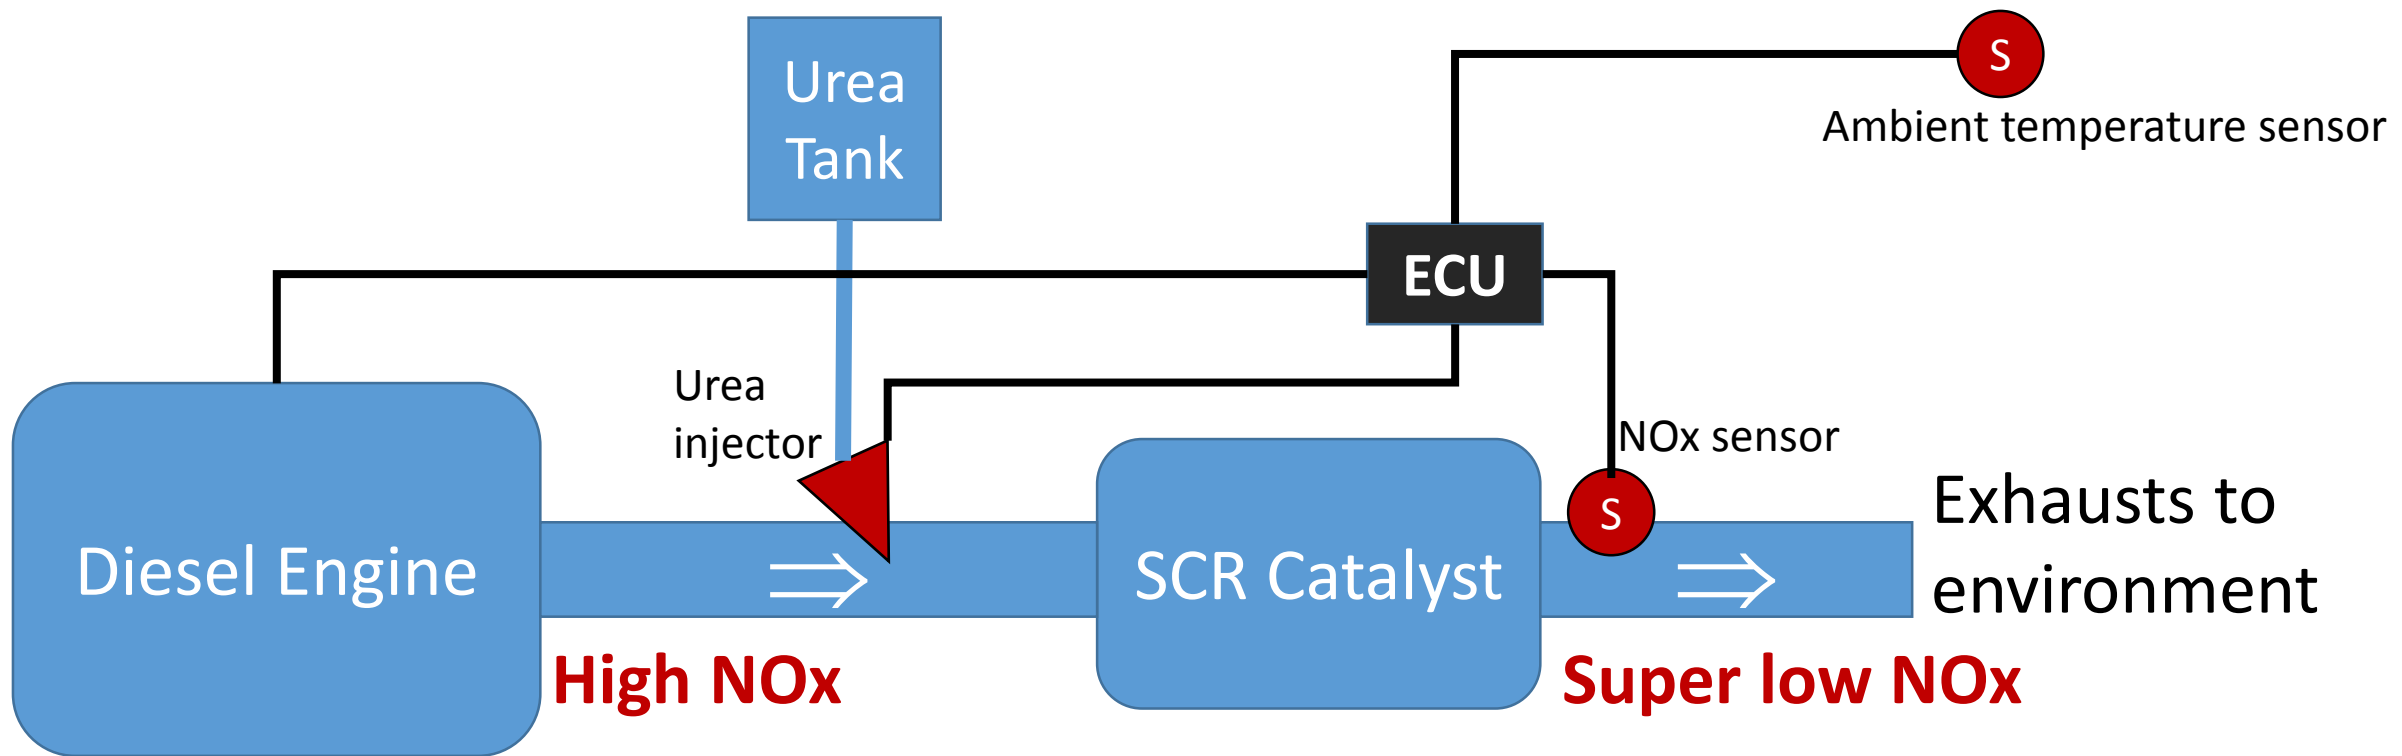 Urea
Tank
S
Ambient temperature sensor
ECU
Urea
injector
NOx sensor
S
Exhausts to
environment
Diesel Engine
⇒
SCR Catalyst
⇒
High NOx
Super low NOx